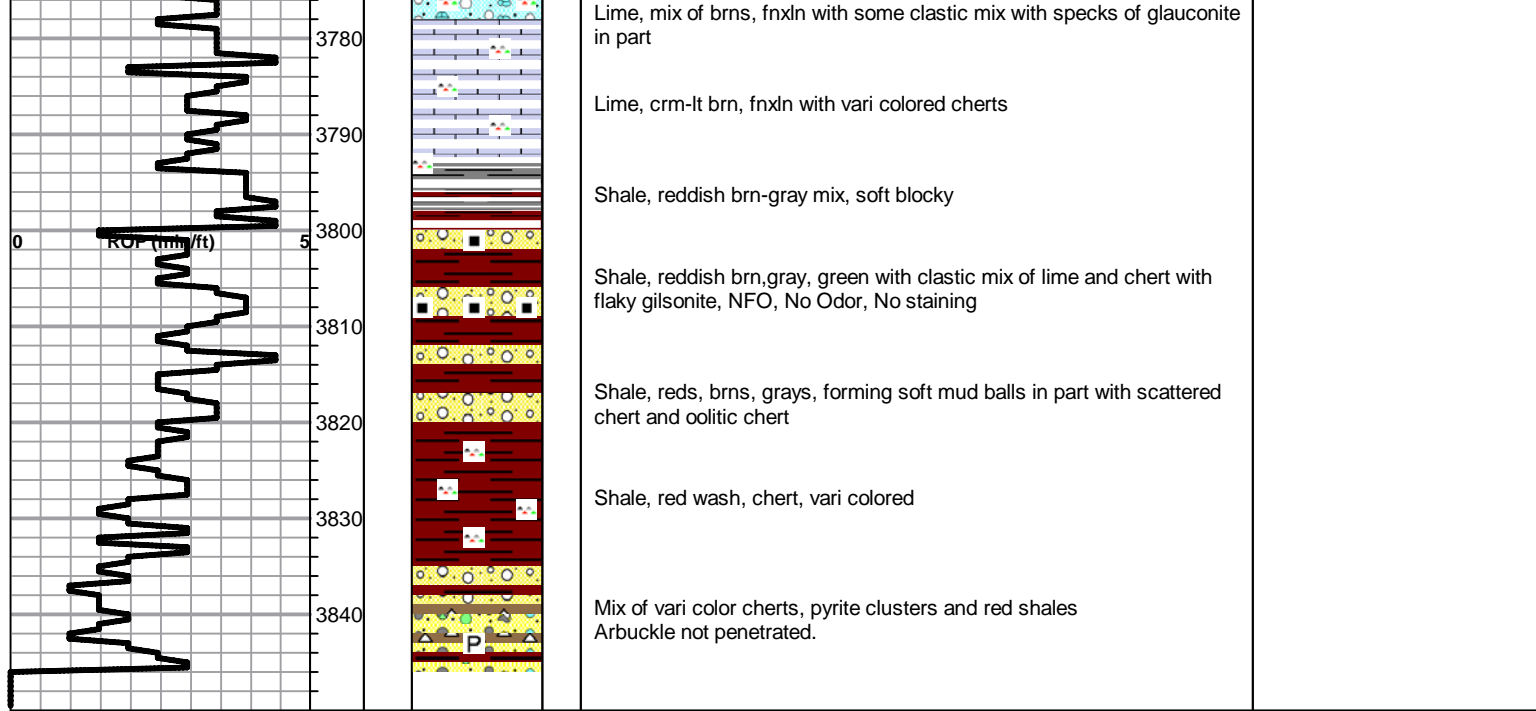 Lime, mix of brns, fnxln with some clastic mix with specks of glauconite
in part
3780
Lime, crm-lt brn, fnxln with vari colored cherts
3790
Shale, reddish brn-gray mix, soft blocky
3800
0 ROP (min/ft) 5
Shale, reddish brn,gray, green with clastic mix of lime and chert with
flaky gilsonite, NFO, No Odor, No staining
3810
Shale, reds, brns, grays, forming soft mud balls in part with scattered
chert and oolitic chert
3820
Shale, red wash, chert, vari colored
3830
Mix of vari color cherts, pyrite clusters and red shales
3840
Arbuckle not penetrated.
P